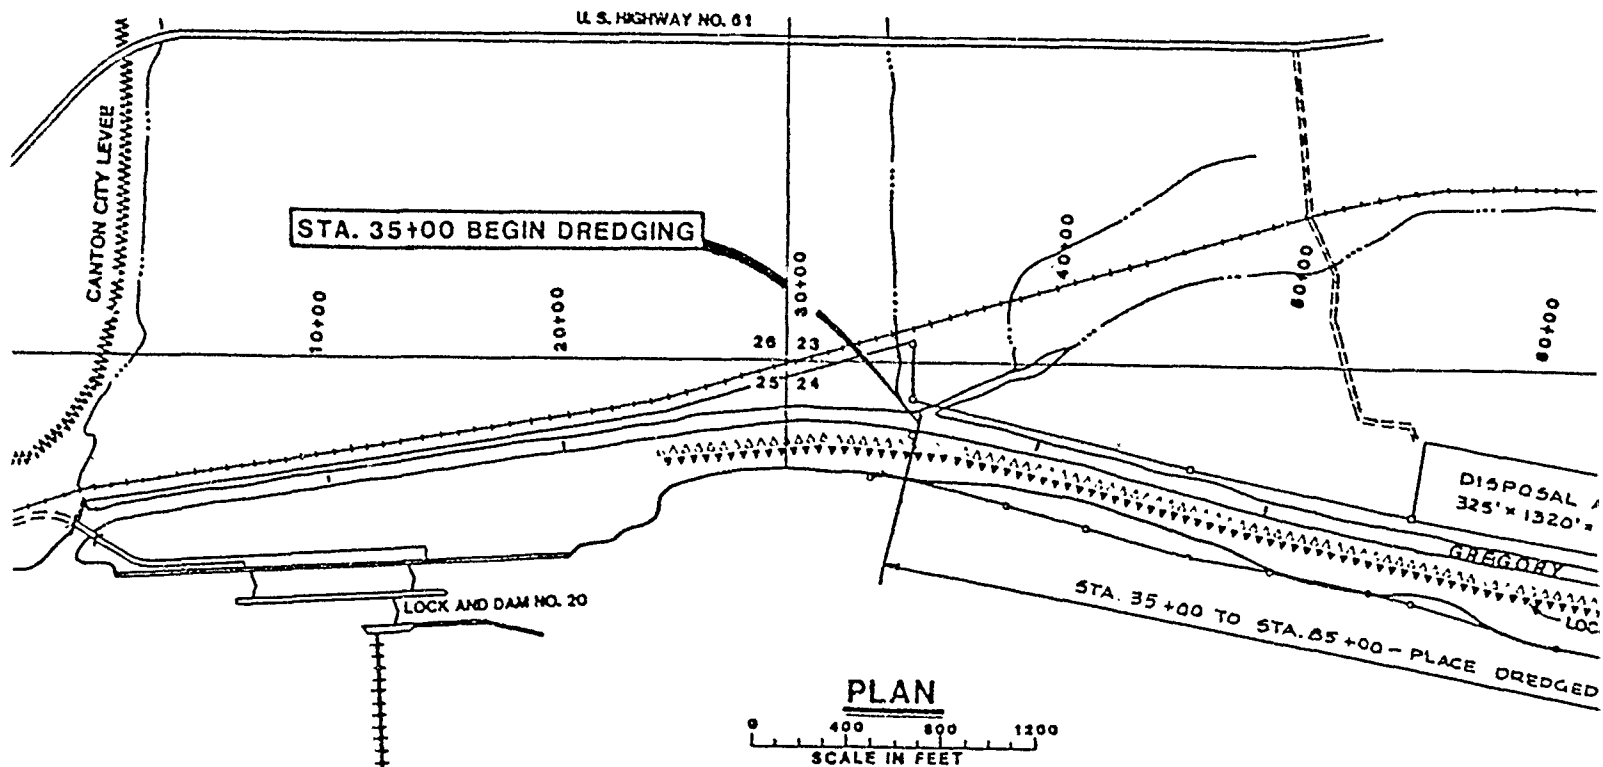 U. S. HIGHWAY NO. 61
CANTON CITY LEVEE
STA. 35+00 BEGIN DREDGING
10+00
20+00
30+00
40+00
60+00
26 23
25 24
DISPOSAL A
325' x 1320' x
GREGORY
LOC
LOCK AND DAM NO. 20
STA. 35+00 TO STA. 85+00 - PLACE DREDGED
PLAN
0 400 800 1200
SCALE IN FEET